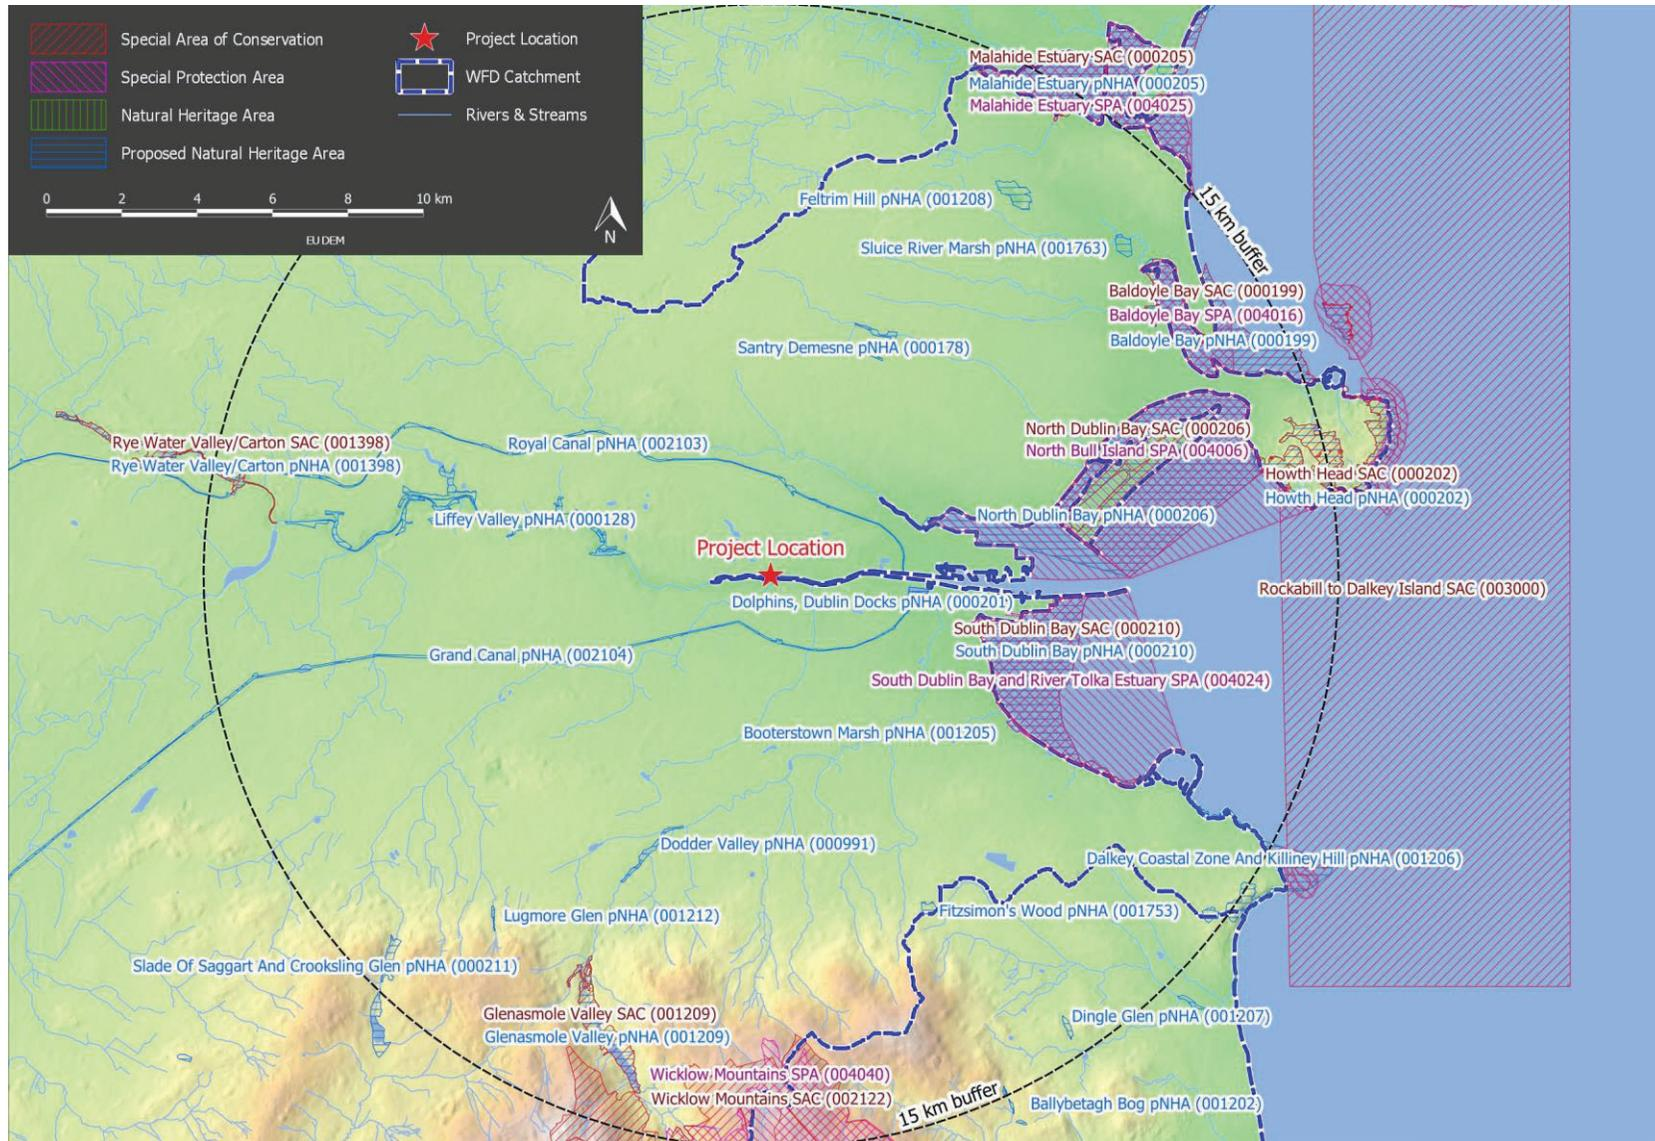 Special Area of Conservation
Special Protection Area
Natural Heritage Area
Proposed Natural Heritage Area
Project Location
WFD Catchment
Rivers & Streams
0 2 4 6 8 10 km
EU DEM
N
Malahide Estuary SAC (000205)
Malahide Estuary pNHA (000205)
Malahide Estuary SPA (004025)
15 km buffer
Feltrim Hill pNHA (001208)
Sluice River Marsh pNHA (001763)
Baldoyle Bay SAC (000199)
Baldoyle Bay SPA (004016)
Baldoyle Bay pNHA (000199)
Santry Demesne pNHA (000178)
Rye Water Valley/Carton SAC (001398)
Rye Water Valley/Carton pNHA (001398)
Royal Canal pNHA (002103)
North Dublin Bay SAC (000206)
North Bull Island SPA (004006)
Howth Head SAC (000202)
Howth Head pNHA (000202)
Liffey Valley pNHA (000128)
North Dublin Bay pNHA (000206)
Project Location
Rockabill to Dalkey Island SAC (003000)
Dolphins, Dublin Docks pNHA (000201)
South Dublin Bay SAC (000210)
South Dublin Bay pNHA (000210)
Grand Canal pNHA (002104)
South Dublin Bay and River Tolka Estuary SPA (004024)
Booterstown Marsh pNHA (001205)
Dodder Valley pNHA (000991)
Dalkey Coastal Zone And Killiney Hill pNHA (001206)
Lugmore Glen pNHA (001212)
Fitzsimon's Wood pNHA (001753)
Slade Of Saggart And Crooksling Glen pNHA (000211)
Glenasmole Valley SAC (001209)
Glenasmole Valley pNHA (001209)
Dingle Glen pNHA (001207)
Wicklow Mountains SPA (004040)
Wicklow Mountains SAC (002122)
15 km buffer
Ballybetagh Bog pNHA (001202)